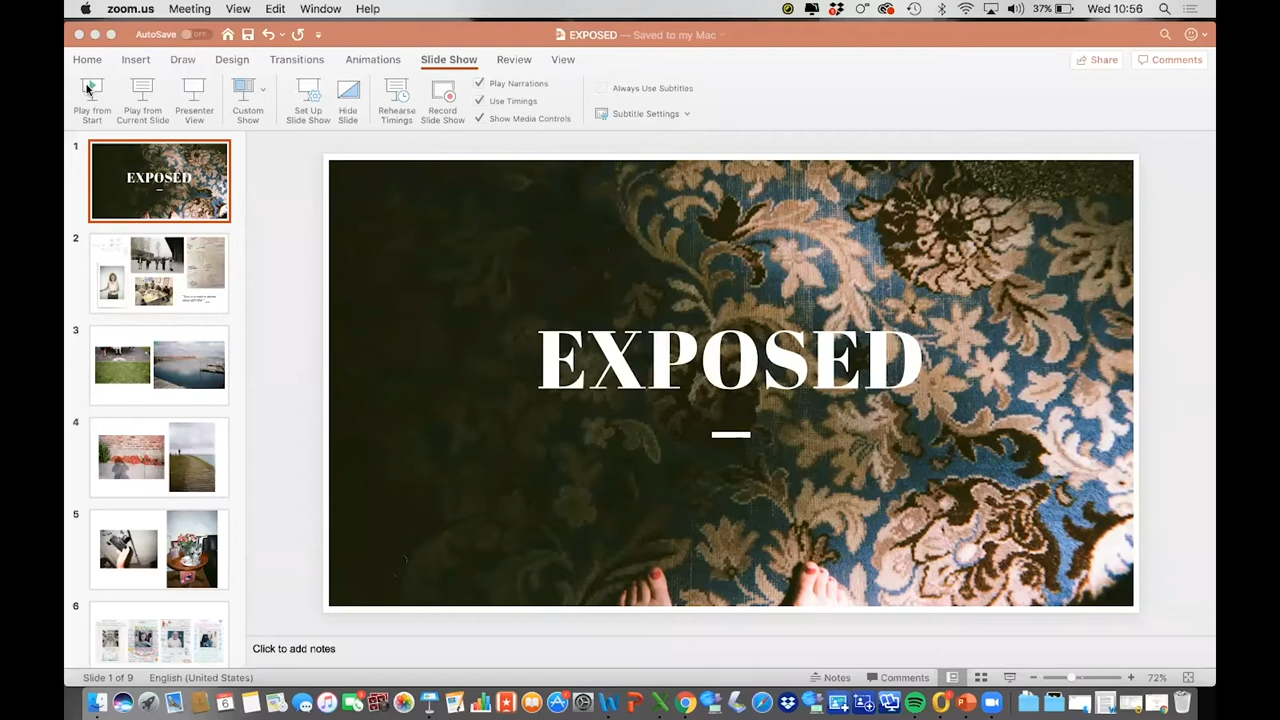 zoom.us Meeting View Edit Window Help 37% Wed 10:56
AutoSave OFF EXPOSED — Saved to my Mac
Home Insert Draw Design Transitions Animations Slide Show Review View Share Comments
Play from Start
Play from Current Slide
Presenter View
Custom Show
Set Up Slide Show
Hide Slide
Rehearse Timings
Record Slide Show
Play Narrations
Use Timings
Show Media Controls
Always Use Subtitles
Subtitle Settings
1
EXPOSED
2
3
4
5
6
EXPOSED
Click to add notes
Slide 1 of 9 English (United States) Notes Comments 72%